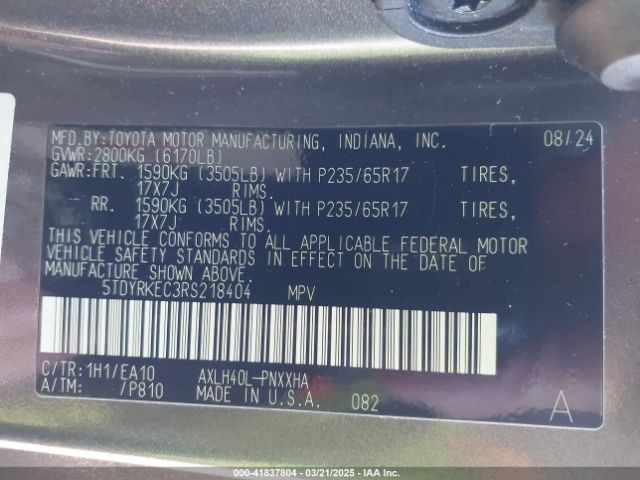 MFD.BY:TOYOTA MOTOR MANUFACTURING, INDIANA, INC. 08/24
GVWR:2800KG (6170LB)
GAWR:FRT. 1590KG (3505LB) WITH P235/65R17 TIRES,
17X7J RIMS.
RR. 1590KG (3505LB) WITH P235/65R17 TIRES,
17X7J RIMS.
THIS VEHICLE CONFORMS TO ALL APPLICABLE FEDERAL MOTOR
VEHICLE SAFETY STANDARDS IN EFFECT ON THE DATE OF
MANUFACTURE SHOWN ABOVE.
5TDYRKEC3RS218404 MPV
C/TR:1H1/EA10 AXLH40L-PNXXHA
A/TM: /P810 MADE IN U.S.A. 082 A
00-41837804 | 03/21/2025 | IAA Inc.